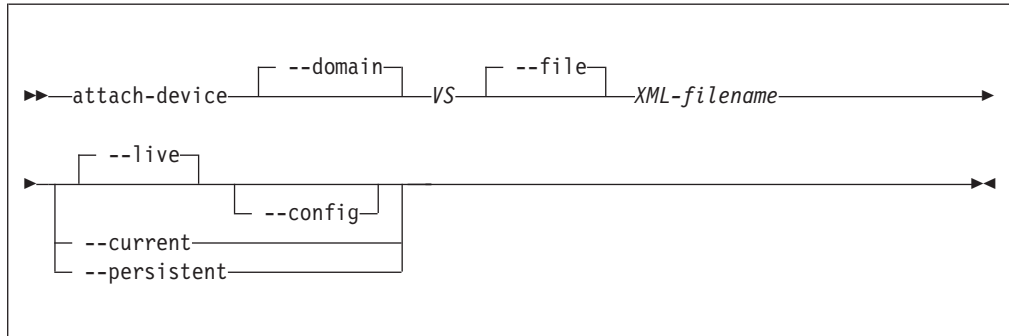 --domain --file
attach-device VS XML-filename
--live
--config
--current
--persistent